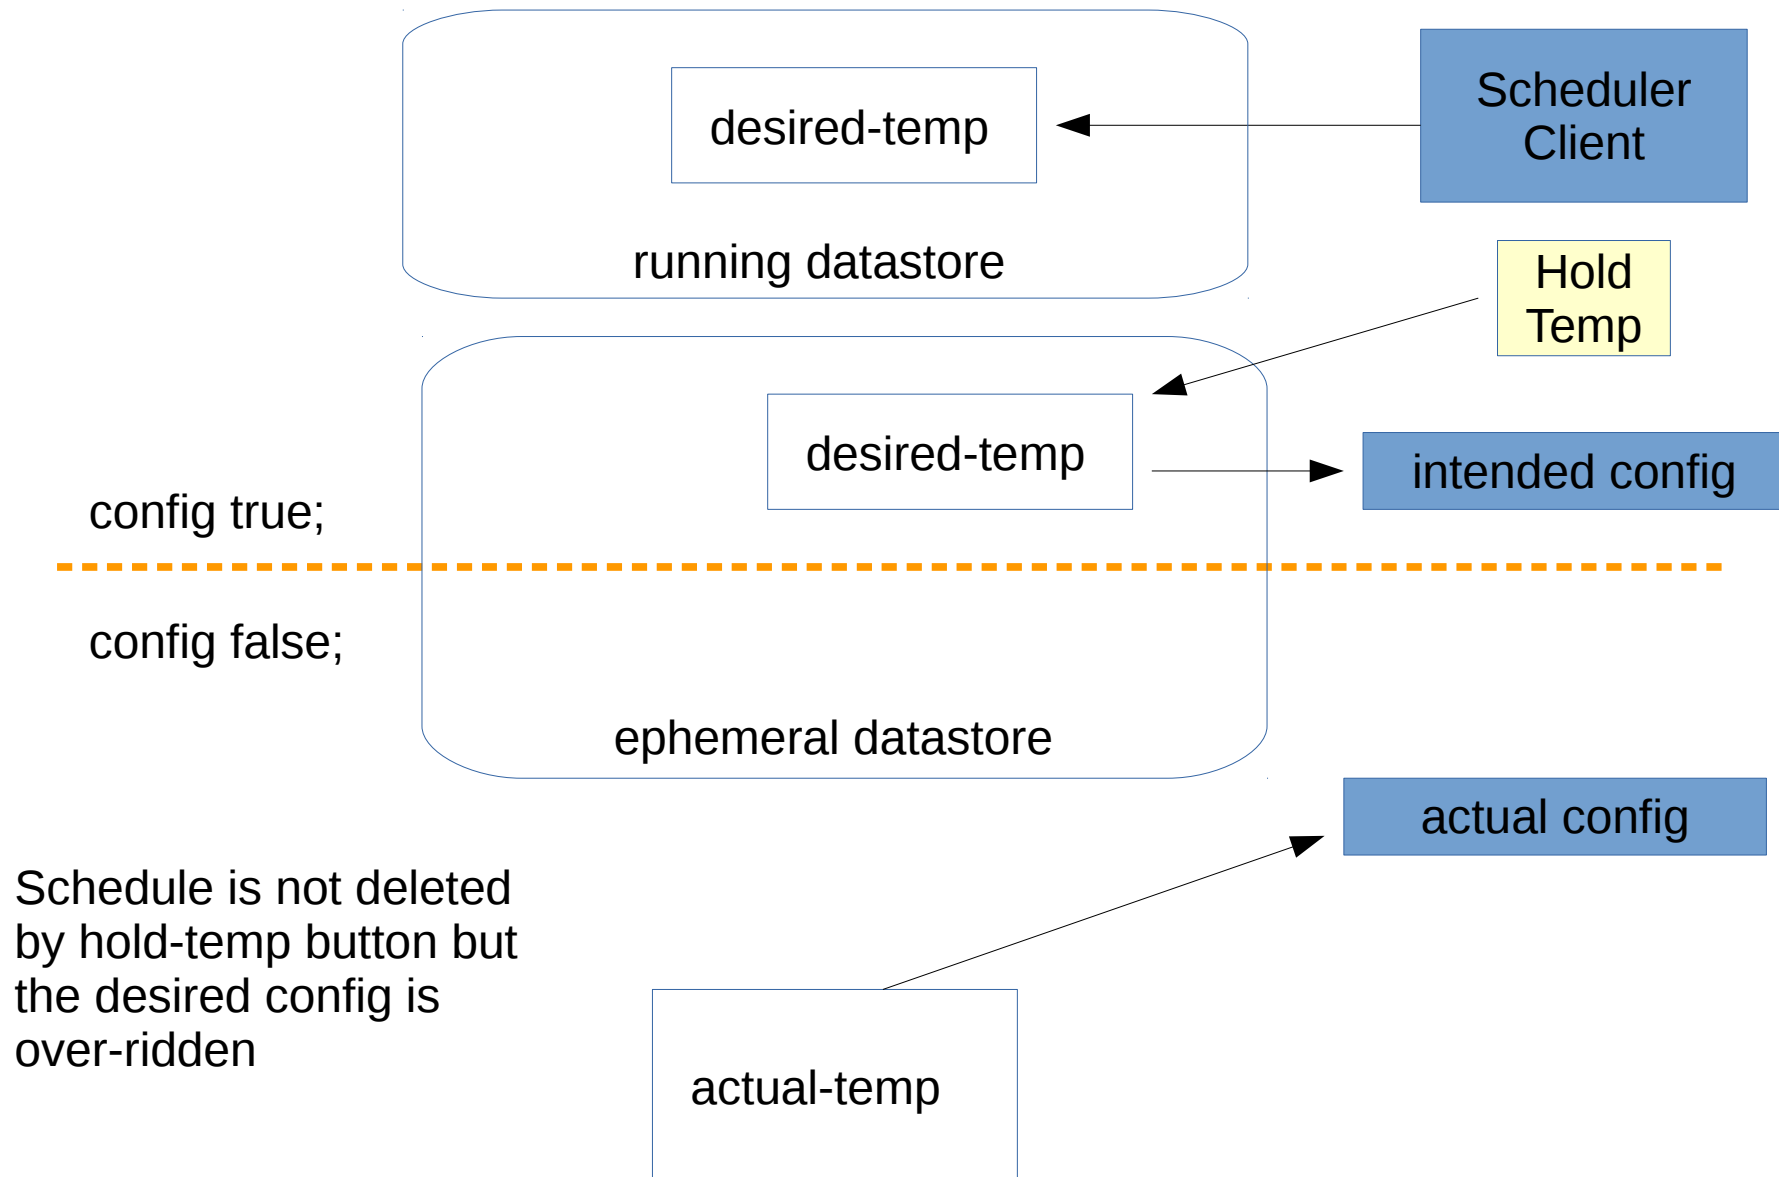 desired-temp
Scheduler
Client
running datastore
Hold
Temp
desired-temp
intended config
config true;
config false;
ephemeral datastore
actual config
Schedule is not deleted
by hold-temp button but
the desired config is
over-ridden
actual-temp